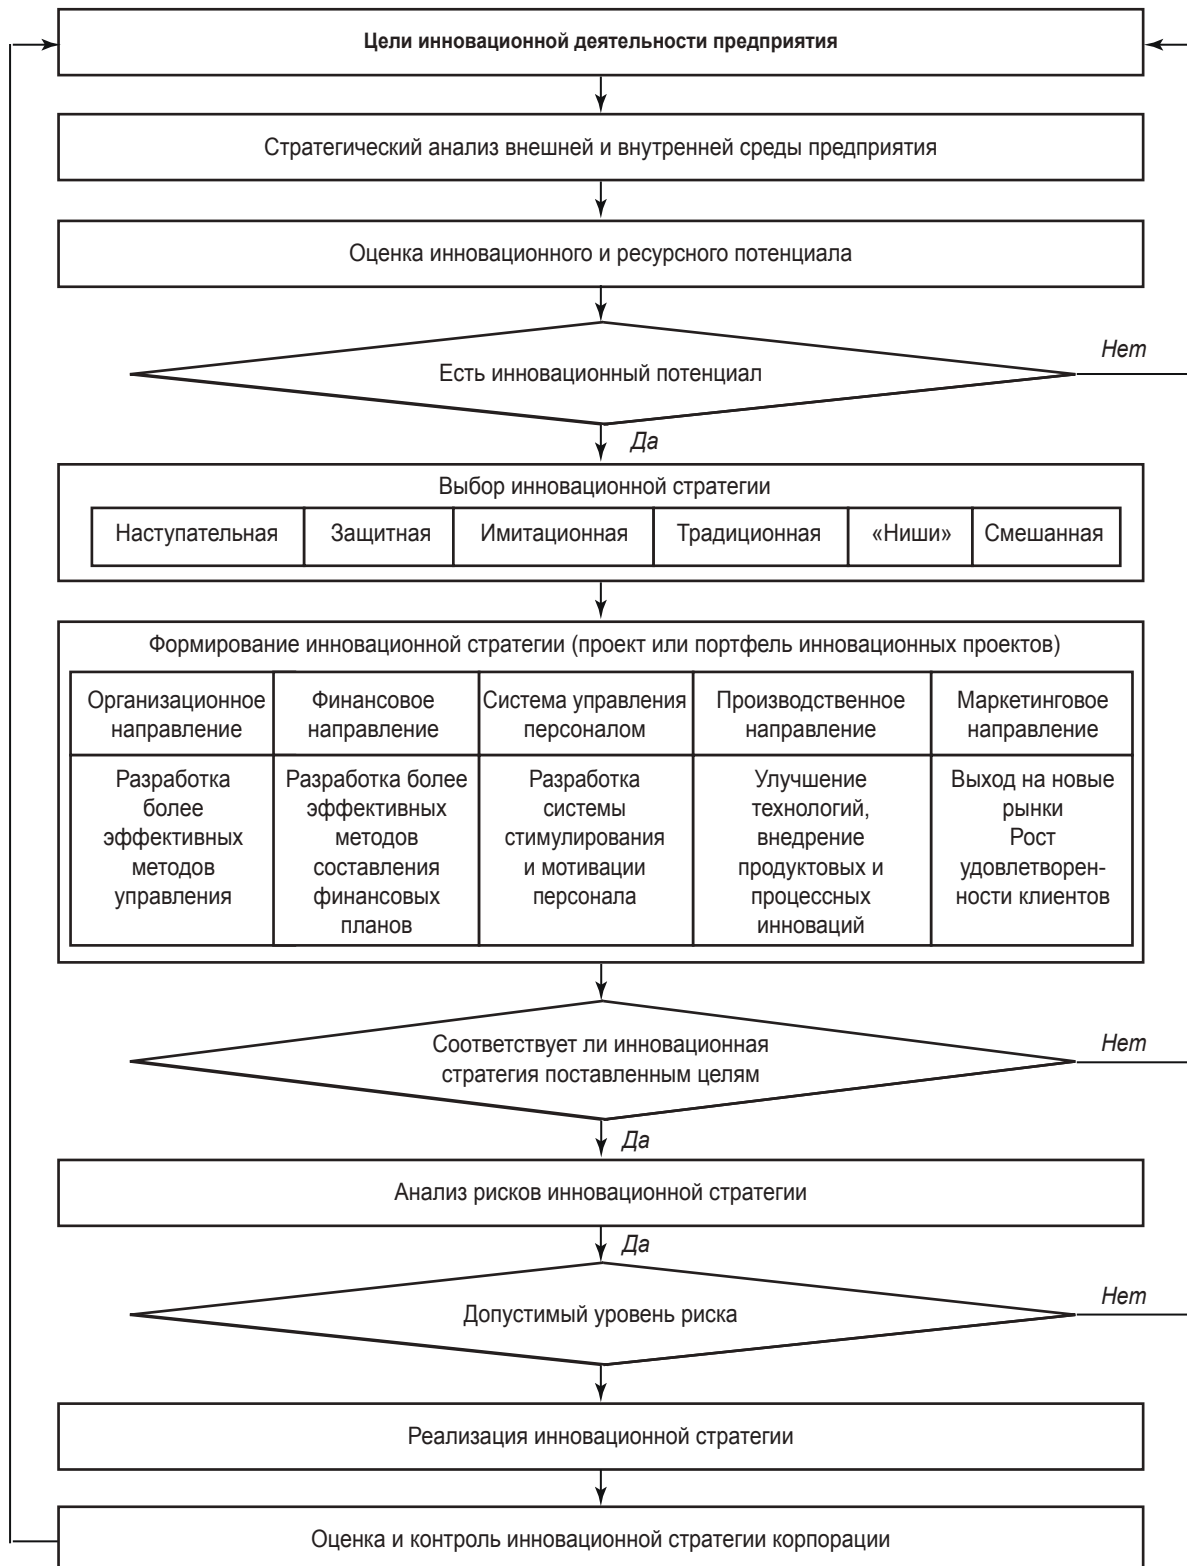 Цели инновационной деятельности предприятия
Стратегический анализ внешней и внутренней среды предприятия
Оценка инновационного и ресурсного потенциала
Есть инновационный потенциал
Нет
Да
Выбор инновационной стратегии
Наступательная
Защитная
Имитационная
Традиционная
«Ниши»
Смешанная
Формирование инновационной стратегии (проект или портфель инновационных проектов)
Организационное
направление
Финансовое
направление
Система управления
персоналом
Производственное
направление
Маркетинговое
направление
Разработка
более
эффективных
методов
управления
Разработка более
эффективных
методов
составления
финансовых
планов
Разработка
системы
стимулирования
и мотивации
персонала
Улучшение
технологий,
внедрение
продуктовых и
процессных
инноваций
Выход на новые
рынки
Рост
удовлетворен-
ности клиентов
Соответствует ли инновационная
стратегия поставленным целям
Нет
Да
Анализ рисков инновационной стратегии
Да
Допустимый уровень риска
Нет
Реализация инновационной стратегии
Оценка и контроль инновационной стратегии корпорации